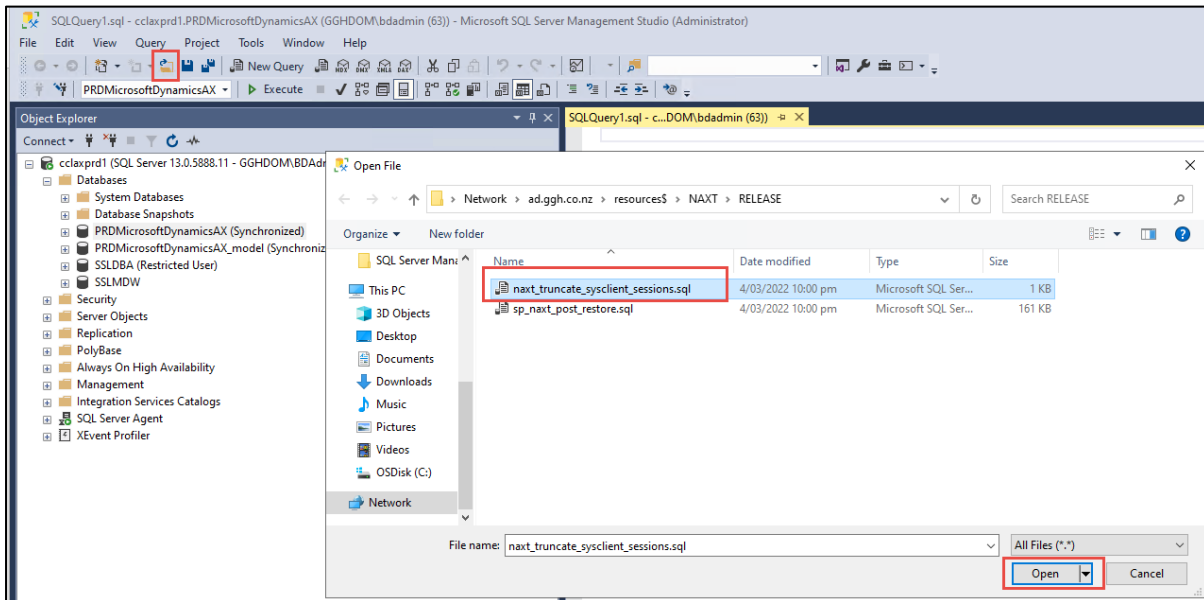 SQLQuery1.sql - cclaxprd1.PRDMicrosoftDynamicsAX (GGHDOM\bdadmin (63)) - Microsoft SQL Server Management Studio (Administrator)
File Edit View Query Project Tools Window Help
New Query
MDX DMX XMLA DAX
PRDMicrosoftDynamicsAX
Execute
Object Explorer
SQLQuery1.sql - c...DOM\bdadmin (63))
Connect
cclaxprd1 (SQL Server 13.0.5888.11 - GGHDOM\BDAdr
Databases
System Databases
Database Snapshots
PRDMicrosoftDynamicsAX (Synchronized)
PRDMicrosoftDynamicsAX_model (Synchroniz
SSLDBA (Restricted User)
SSLMDW
Security
Server Objects
Replication
PolyBase
Always On High Availability
Management
Integration Services Catalogs
SQL Server Agent
XEvent Profiler
Open File
Network > ad.ggh.co.nz > resources$ > NAXT > RELEASE
Search RELEASE
Organize New folder
SQL Server Mana
This PC
3D Objects
Desktop
Documents
Downloads
Music
Pictures
Videos
OSDisk (C:)
Network
Name Date modified Type Size
naxt_truncate_sysclient_sessions.sql 4/03/2022 10:00 pm Microsoft SQL Ser... 1 KB
sp_naxt_post_restore.sql 4/03/2022 10:00 pm Microsoft SQL Ser... 161 KB
File name: naxt_truncate_sysclient_sessions.sql
All Files (*.*)
Open Cancel